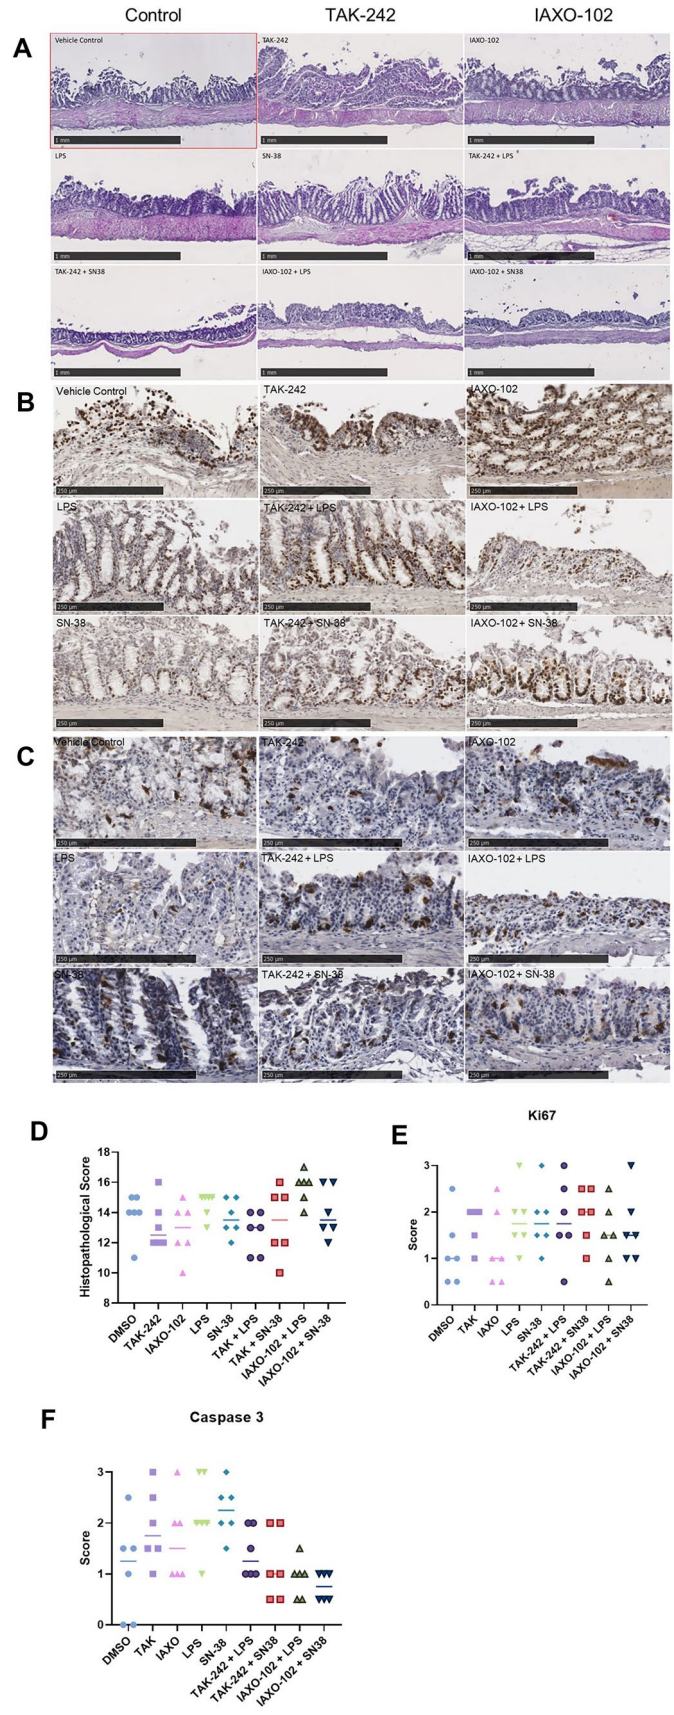 Control TAK-242 IAXO-102
A
Vehicle Control TAK-242 IAXO-102
1 mm 1 mm 1 mm
LPS SN-38 TAK-242 + LPS
1 mm 1 mm 1 mm
TAK-242 + SN38 IAXO-102 + LPS IAXO-102 + SN38
1 mm 1 mm 1 mm
B
Vehicle Control TAK-242 IAXO-102
250 µm 250 µm 250 µm
LPS TAK-242 + LPS IAXO-102 + LPS
250 µm 250 µm 250 µm
SN-38 TAK-242 + SN-38 IAXO-102 + SN-38
250 µm 250 µm 250 µm
C
Vehicle Control TAK-242 IAXO-102
250 µm 250 µm 250 µm
LPS TAK-242 + LPS IAXO-102 + LPS
250 µm 250 µm 250 µm
SN-38 TAK-242 + SN-38 IAXO-102 + SN-38
250 µm 250 µm 250 µm
D
Histopathological Score
18
16
14
12
10
8
DMSO
TAK-242
IAXO-102
LPS
SN-38
TAK + LPS
TAK + SN-38
IAXO-102 + LPS
IAXO-102 + SN-38
E
Ki67
Score
3
2
1
0
DMSO
TAK
IAXO
LPS
SN-38
TAK-242 + LPS
TAK-242 + SN38
IAXO-102 + LPS
IAXO-102 + SN38
F
Caspase 3
Score
3
2
1
0
DMSO
TAK
IAXO
LPS
SN-38
TAK-242 + LPS
TAK-242 + SN38
IAXO-102 + LPS
IAXO-102 + SN38